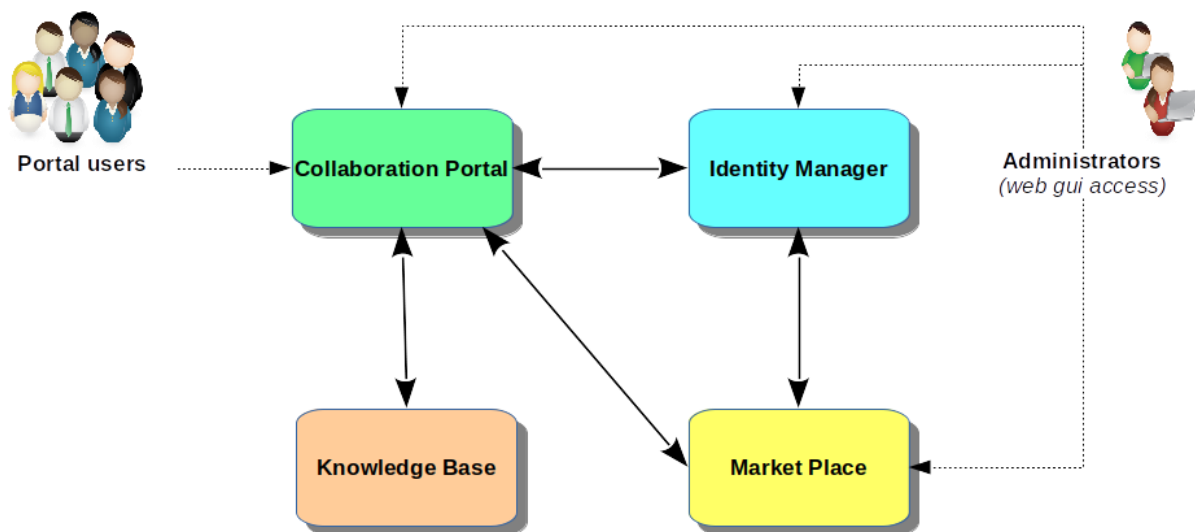 Portal users
Collaboration Portal
Identity Manager
Administrators
(web gui access)
Knowledge Base
Market Place